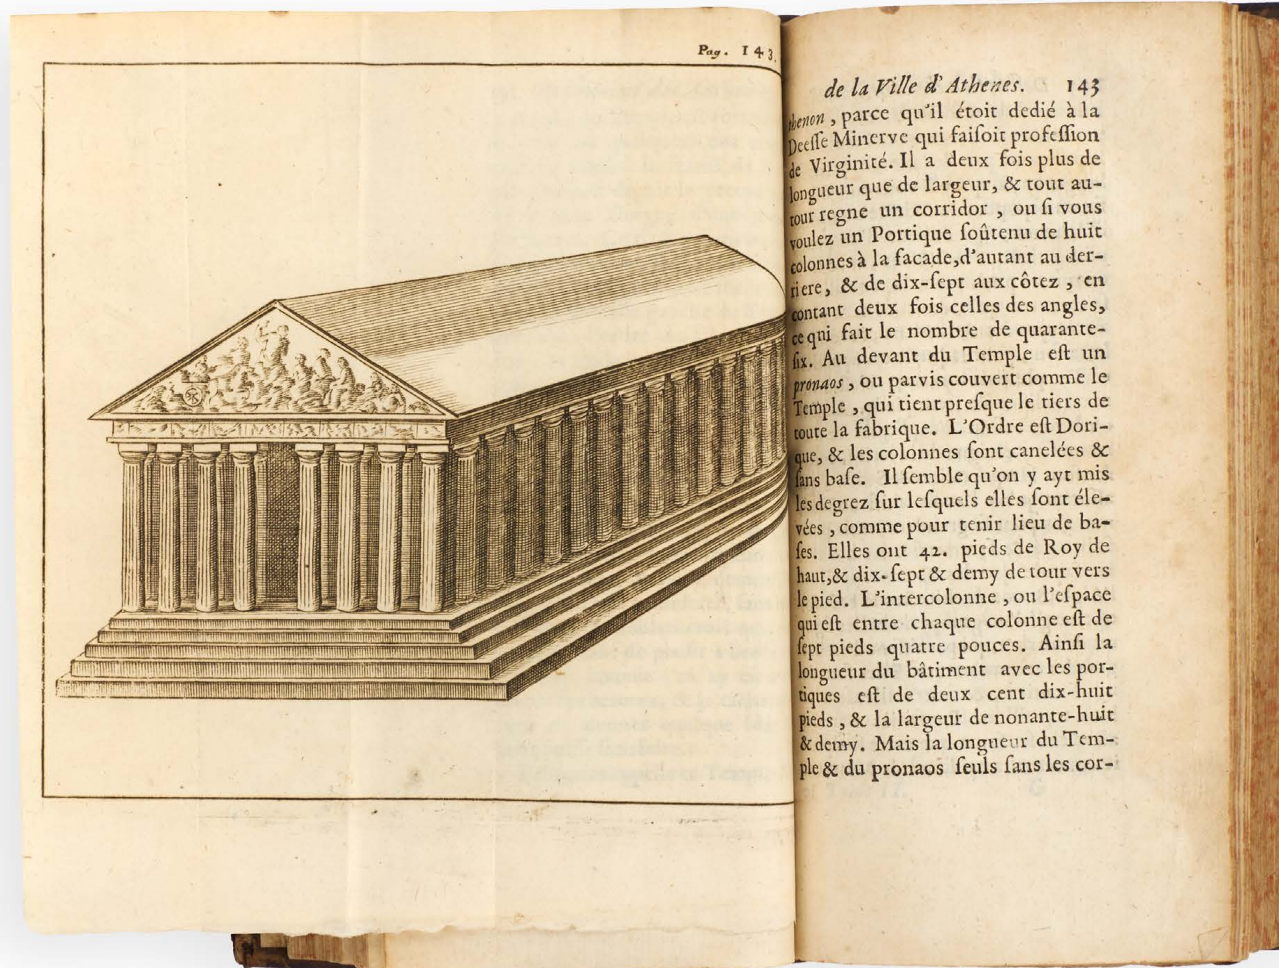 Pag. 143.
de la Ville d'Athenes. 143
thenon, parce qu'il étoit dedié à la
Deeſſe Minerve qui faiſoit profeſſion
de Virginité. Il a deux fois plus de
longueur que de largeur, & tout au-
tour regne un corridor, ou ſi vous
voulez un Portique ſoûtenu de huit
colonnes à la facade, d'autant au der-
riere, & de dix-ſept aux côtez, en
contant deux fois celles des angles,
ce qui fait le nombre de quarante-
ſix. Au devant du Temple eſt un
pronaos, ou parvis couvert comme le
Temple, qui tient preſque le tiers de
toute la fabrique. L'Ordre eſt Dori-
que, & les colonnes ſont canelées &
ſans baſe. Il ſemble qu'on y ayt mis
les degrez ſur leſquels elles ſont éle-
vées, comme pour tenir lieu de ba-
ſes. Elles ont 42. pieds de Roy de
haut, & dix-ſept & demy de tour vers
le pied. L'intercolonne, ou l'eſpace
qui eſt entre chaque colonne eſt de
ſept pieds quatre pouces. Ainſi la
longueur du bâtiment avec les por-
tiques eſt de deux cent dix-huit
pieds, & la largeur de nonante-huit
& demy. Mais la longueur du Tem-
ple & du pronaos ſeuls ſans les cor-